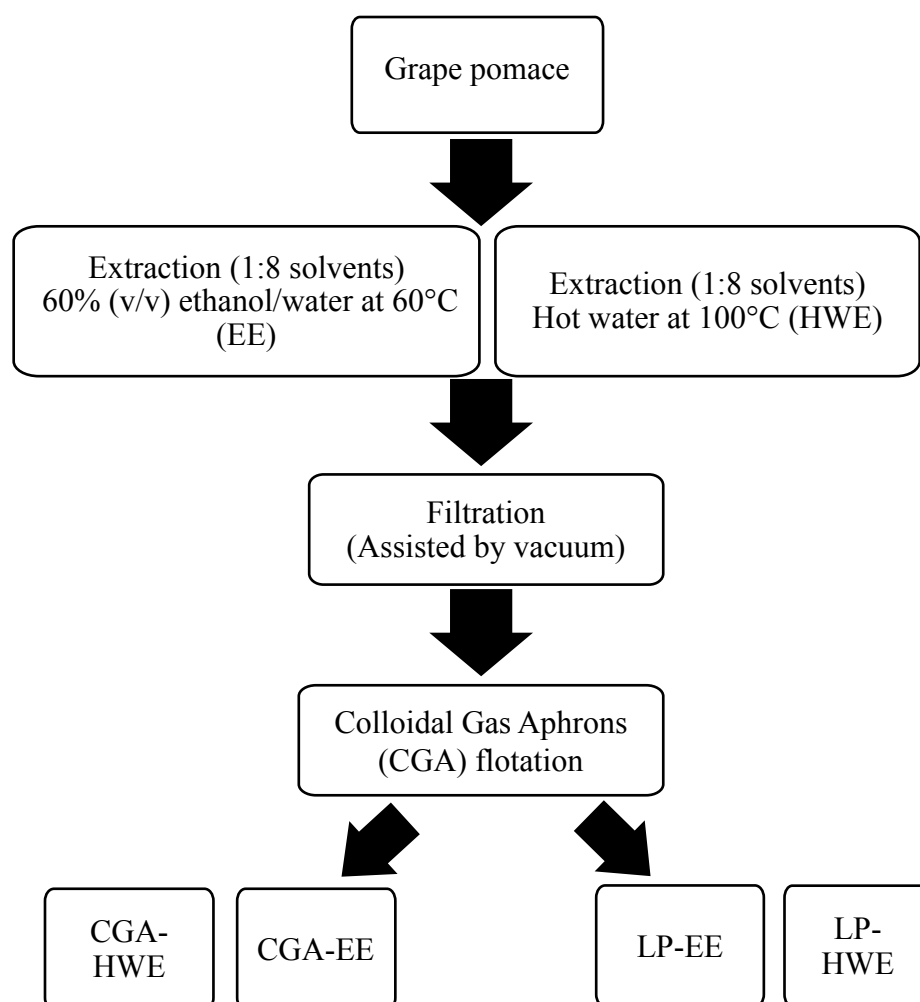 Grape pomace
Extraction (1:8 solvents)
60% (v/v) ethanol/water at 60°C
(EE)
Extraction (1:8 solvents)
Hot water at 100°C (HWE)
Filtration
(Assisted by vacuum)
Colloidal Gas Aphrons
(CGA) flotation
CGA-
HWE
CGA-EE
LP-EE
LP-
HWE